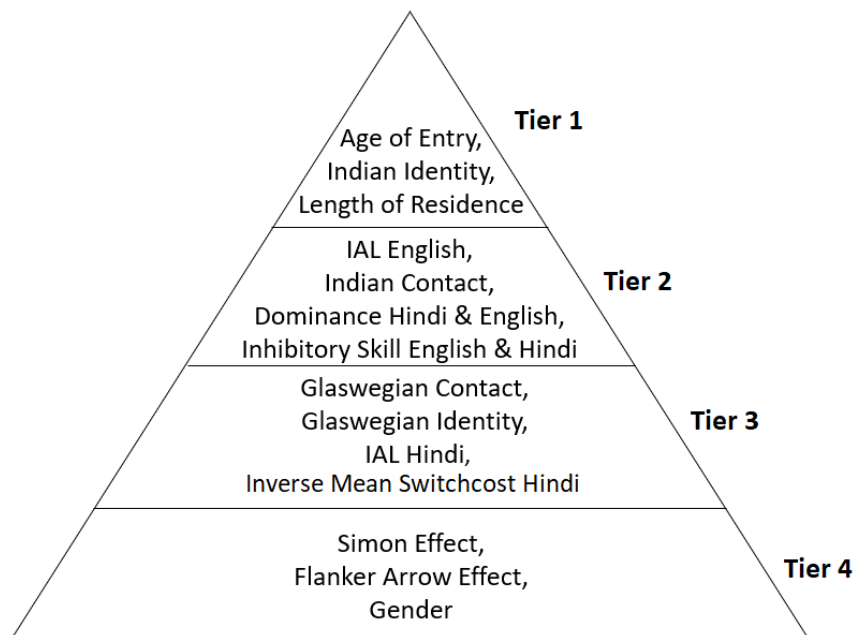 Tier 1
Age of Entry,
Indian Identity,
Length of Residence
IAL English,
Indian Contact,
Tier 2
Dominance Hindi & English,
Inhibitory Skill English & Hindi
Glaswegian Contact,
Glaswegian Identity,
Tier 3
IAL Hindi,
Inverse Mean Switchcost Hindi
Simon Effect,
Flanker Arrow Effect,
Tier 4
Gender